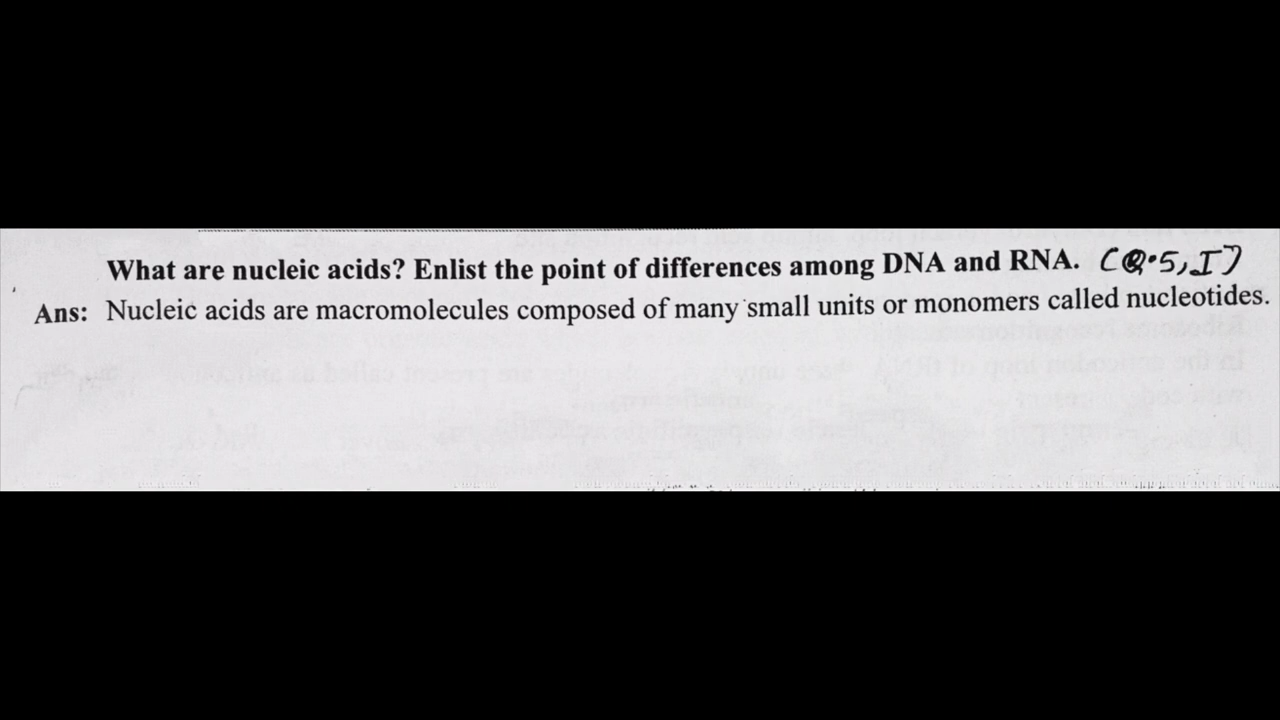 What are nucleic acids? Enlist the point of differences among DNA and RNA. (Q.5,I)
Ans: Nucleic acids are macromolecules composed of many small units or monomers called nucleotides.